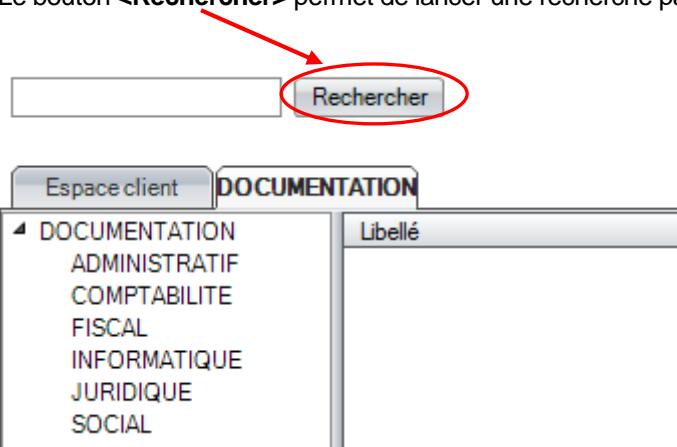 Le bouton <Rechercher> permet de lancer une recherche
Rechercher
Espace client DOCUMENTATION
DOCUMENTATION Libellé
ADMINISTRATIF
COMPTABILITE
FISCAL
INFORMATIQUE
JURIDIQUE
SOCIAL